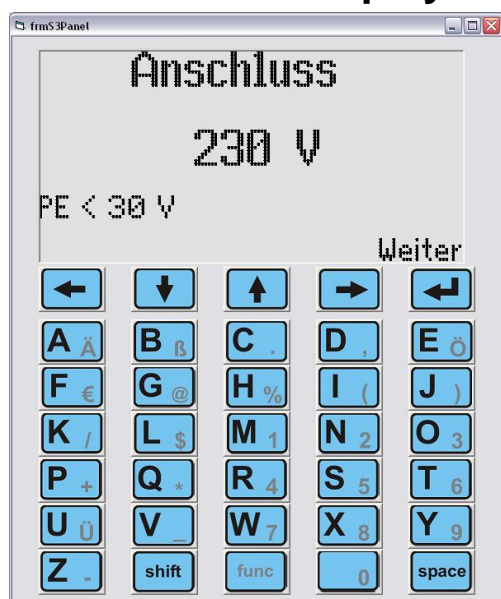 frmS3Panel
Anschluss
230 V
PE < 30 V
Weiter
A Ä B ß C . D , E Ö
F € G @ H % I ( J )
K / L $ M 1 N 2 O 3
P + Q * R 4 S 5 T 6
U Ü V _ W 7 X 8 Y 9
Z - shift func 0 space